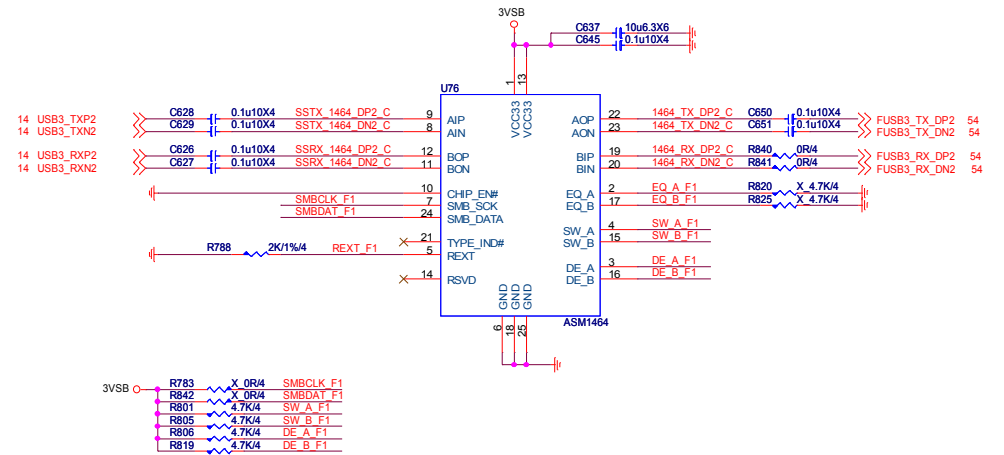 3VSB
C637 10u6.3X6
C645 0.1u10X4
1 13
U76
VCC33 VCC33
14 USB3_TXP2 C628 0.1u10X4 SSTX_1464_DP2_C 9 AIP AOP 22 1464_TX_DP2_C C650 0.1u10X4 FUSB3_TX_DP2 54
14 USB3_TXN2 C629 0.1u10X4 SSTX_1464_DN2_C 8 AIN AON 23 1464_TX_DN2_C C651 0.1u10X4 FUSB3_TX_DN2 54
14 USB3_RXP2 C626 0.1u10X4 SSRX_1464_DP2_C 12 BOP BIP 19 1464_RX_DP2_C R840 0R/4 FUSB3_RX_DP2 54
14 USB3_RXN2 C627 0.1u10X4 SSRX_1464_DN2_C 11 BON BIN 20 1464_RX_DN2_C R841 0R/4 FUSB3_RX_DN2 54
10 CHIP_EN# EQ_A 2 EQ_A_F1 R820 X_4.7K/4
SMBCLK_F1 7 SMB_SCK EQ_B 17 EQ_B_F1 R825 X_4.7K/4
SMBDAT_F1 24 SMB_DATA
SW_A 4 SW_A_F1
21 TYPE_IND# SW_B 15 SW_B_F1
R788 2K/1%/4 REXT_F1 5 REXT
DE_A 3 DE_A_F1
14 RSVD DE_B 16 DE_B_F1
GND GND GND
6 18 25
ASM1464
3VSB
R783 X_0R/4 SMBCLK_F1
R842 X_0R/4 SMBDAT_F1
R801 4.7K/4 SW_A_F1
R805 4.7K/4 SW_B_F1
R806 4.7K/4 DE_A_F1
R819 4.7K/4 DE_B_F1